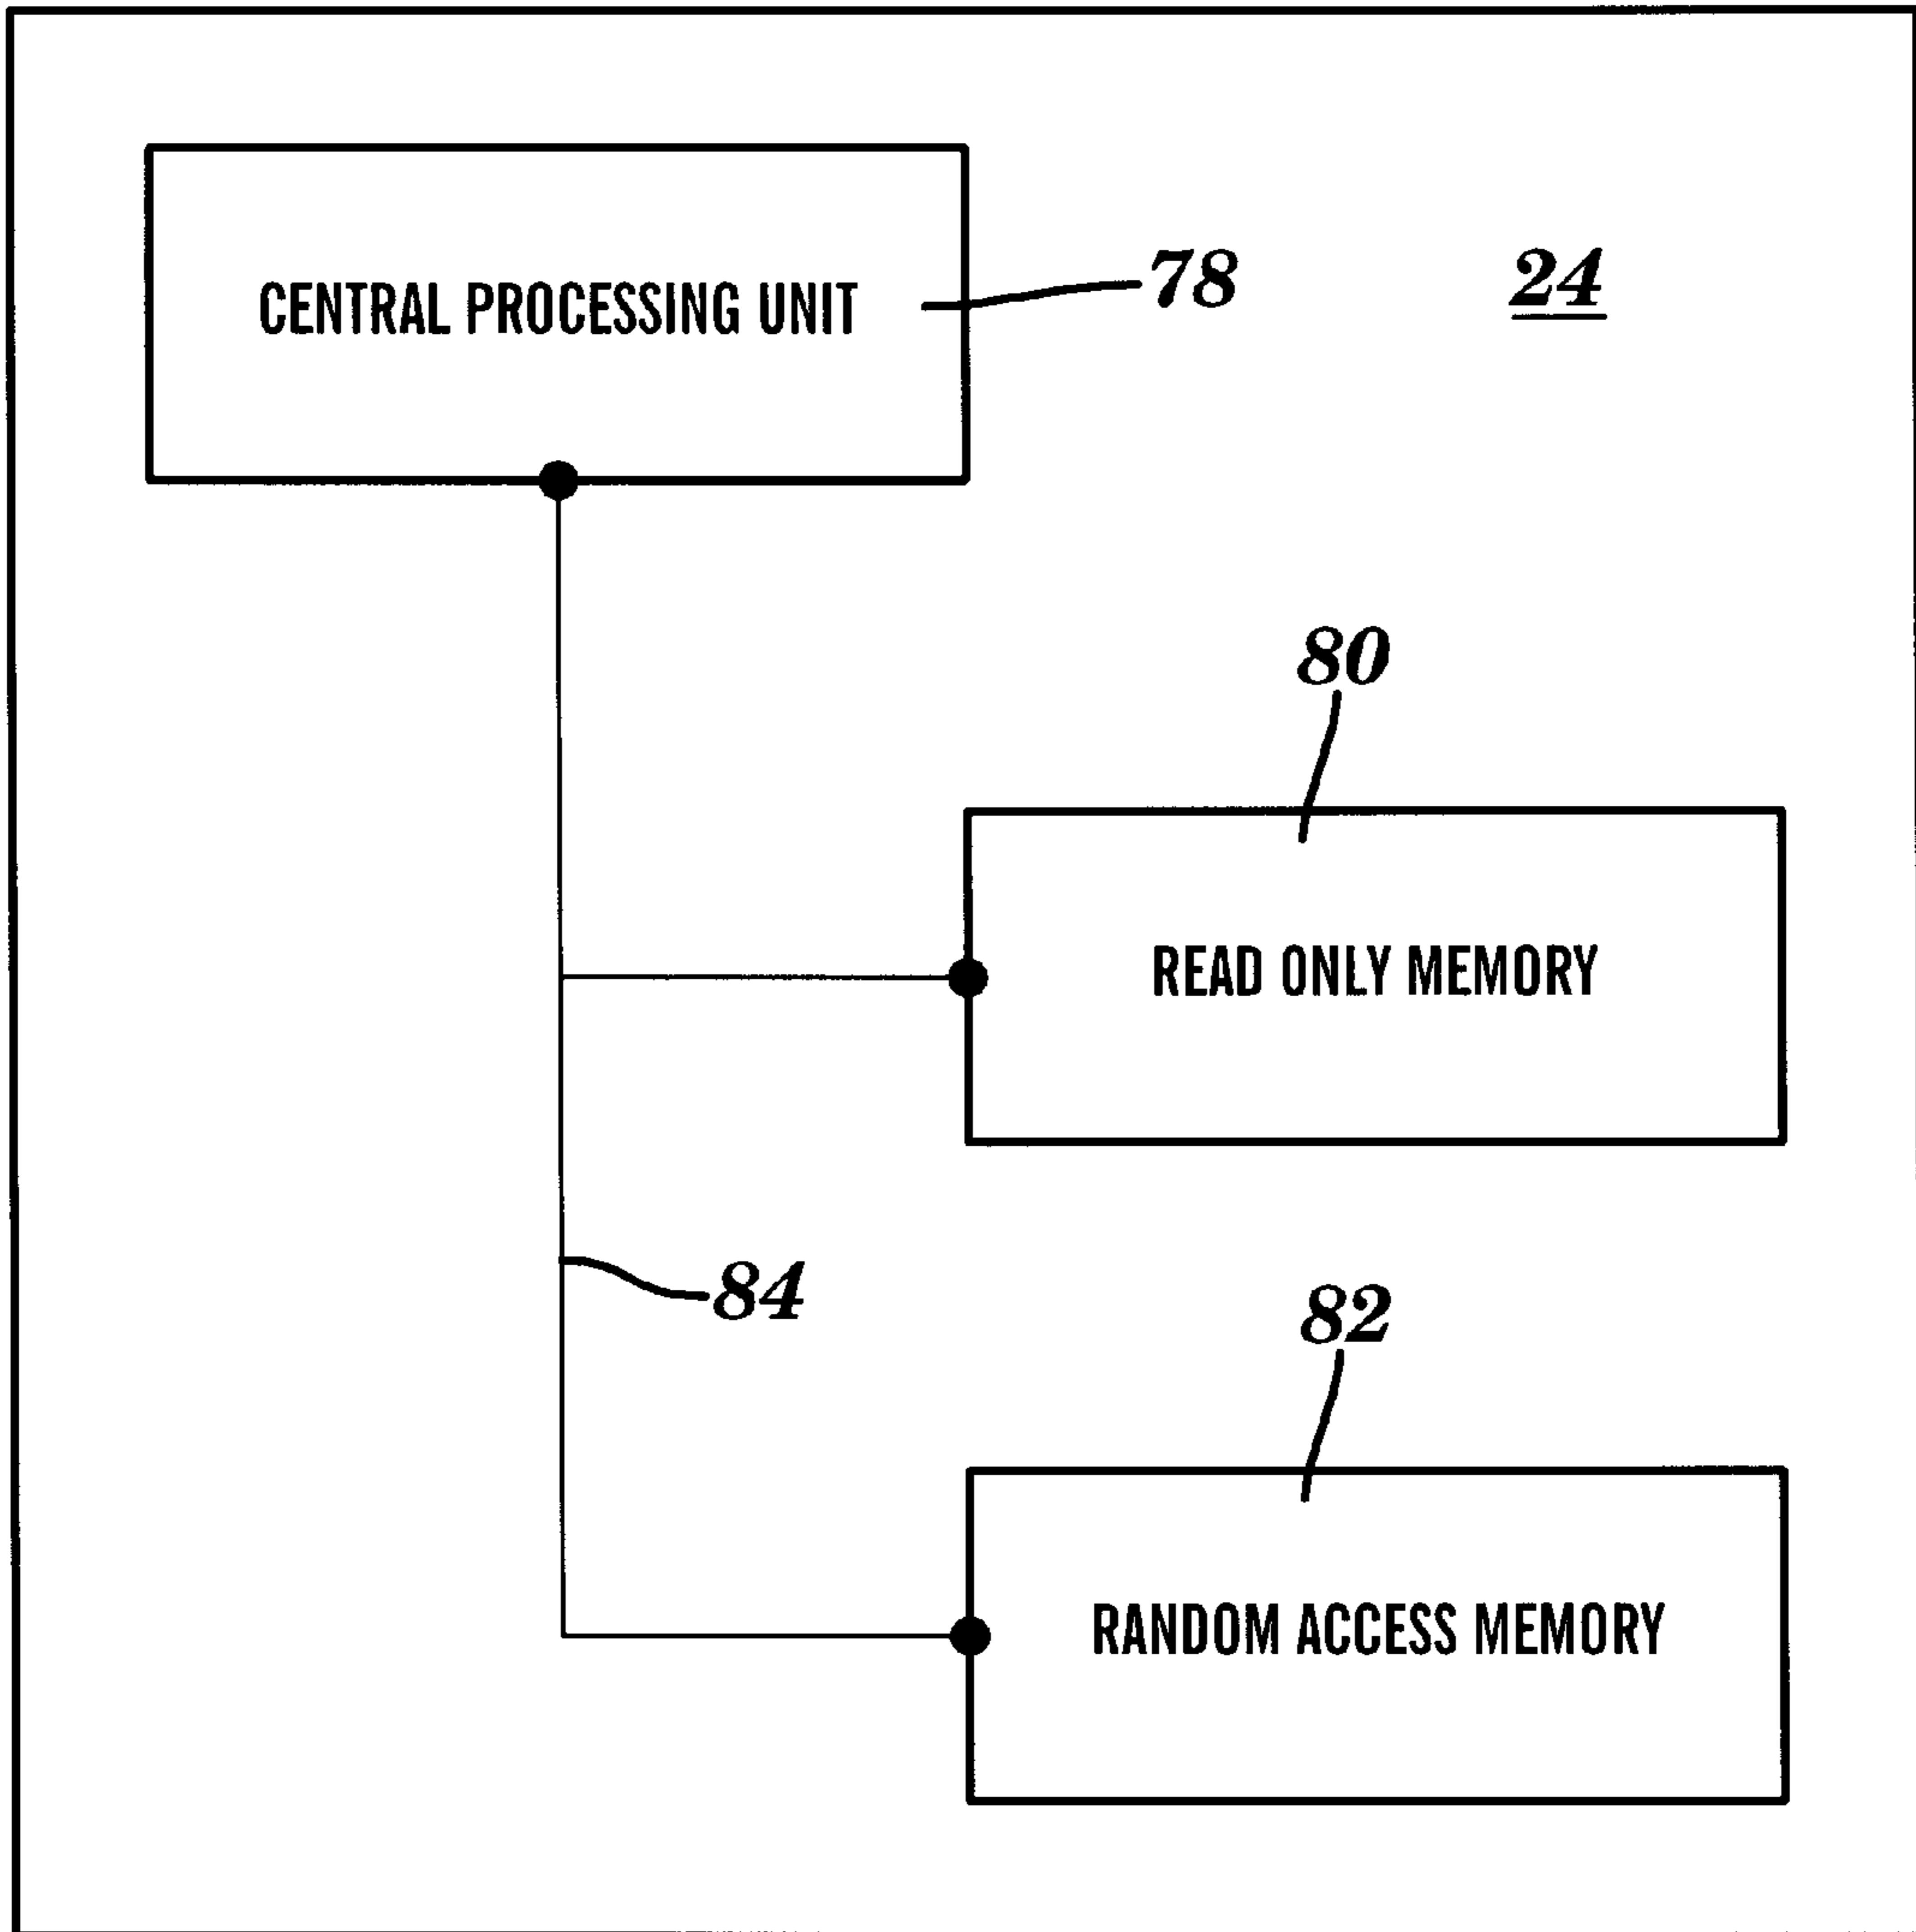 CENTRAL PROCESSING UNIT
78
24
80
READ ONLY MEMORY
84
82
RANDOM ACCESS MEMORY